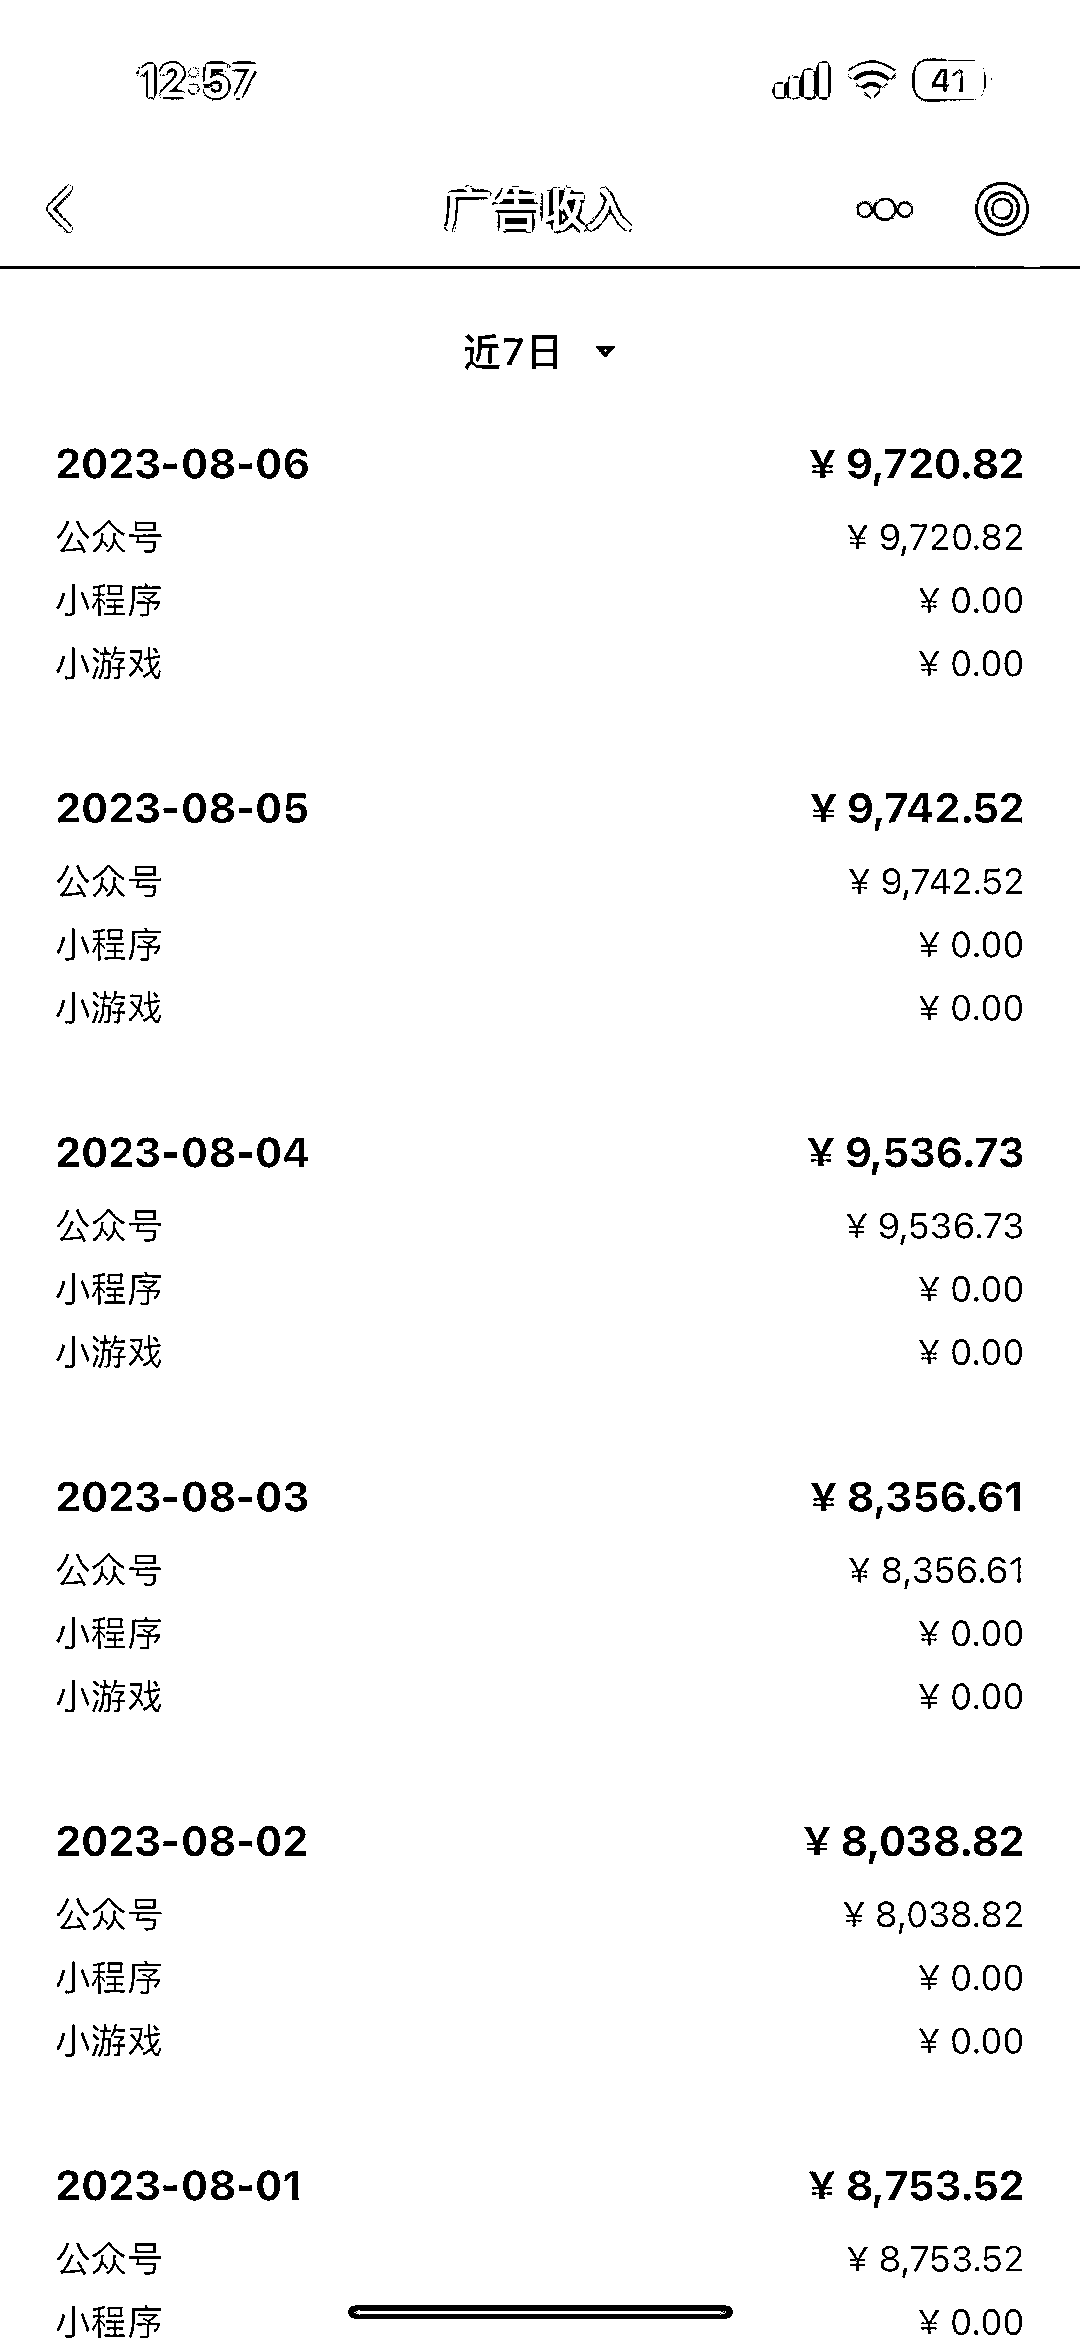 12:57 41
广告收入
近7日
2023-08-06 ¥ 9,720.82
公众号 ¥ 9,720.82
小程序 ¥ 0.00
小游戏 ¥ 0.00
2023-08-05 ¥ 9,742.52
公众号 ¥ 9,742.52
小程序 ¥ 0.00
小游戏 ¥ 0.00
2023-08-04 ¥ 9,536.73
公众号 ¥ 9,536.73
小程序 ¥ 0.00
小游戏 ¥ 0.00
2023-08-03 ¥ 8,356.61
公众号 ¥ 8,356.61
小程序 ¥ 0.00
小游戏 ¥ 0.00
2023-08-02 ¥ 8,038.82
公众号 ¥ 8,038.82
小程序 ¥ 0.00
小游戏 ¥ 0.00
2023-08-01 ¥ 8,753.52
公众号 ¥ 8,753.52
小程序 ¥ 0.00